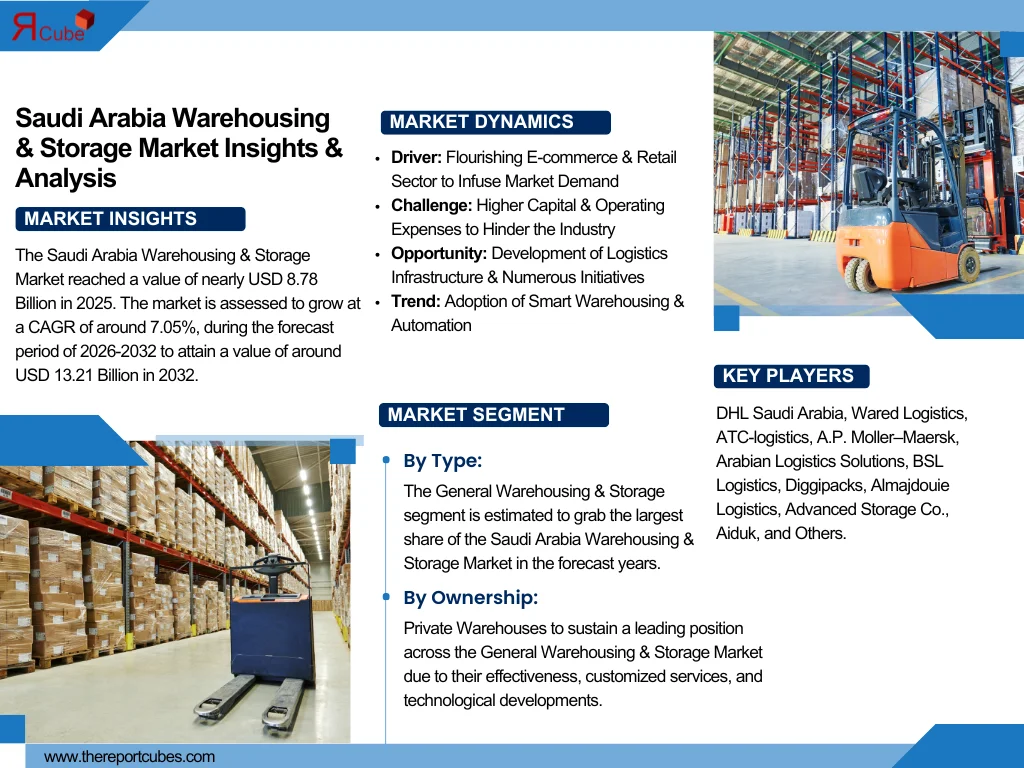 ЯCube
Saudi Arabia Warehousing
& Storage Market Insights &
Analysis
MARKET INSIGHTS
The Saudi Arabia Warehousing & Storage
Market reached a value of nearly USD 8.78
Billion in 2025. The market is assessed to grow at
a CAGR of around 7.05%, during the forecast
period of 2026-2032 to attain a value of around
USD 13.21 Billion in 2032.
MARKET DYNAMICS
• Driver: Flourishing E-commerce & Retail
Sector to Infuse Market Demand
• Challenge: Higher Capital & Operating
Expenses to Hinder the Industry
• Opportunity: Development of Logistics
Infrastructure & Numerous Initiatives
• Trend: Adoption of Smart Warehousing &
Automation
MARKET SEGMENT
By Type:
The General Warehousing & Storage
segment is estimated to grab the largest
share of the Saudi Arabia Warehousing &
Storage Market in the forecast years.
By Ownership:
Private Warehouses to sustain a leading position
across the General Warehousing & Storage Market
due to their effectiveness, customized services, and
technological developments.
KEY PLAYERS
DHL Saudi Arabia, Wared Logistics,
ATC-logistics, A.P. Moller–Maersk,
Arabian Logistics Solutions, BSL
Logistics, Diggipacks, Almajdouie
Logistics, Advanced Storage Co.,
Aiduk, and Others.
www.thereportcubes.com